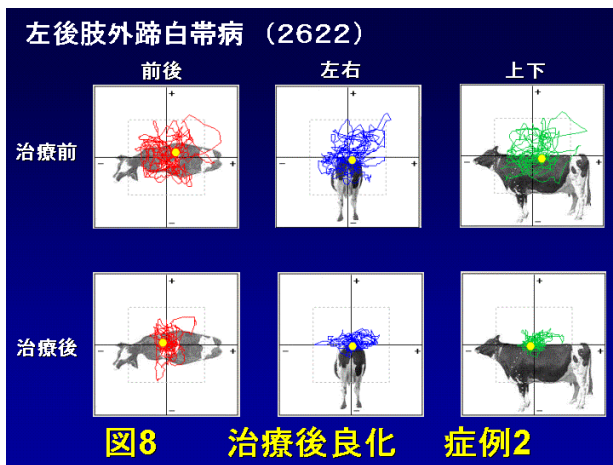 左後肢外蹄白帯病 （2622）
前後 左右 上下
治療前
+ + +
− + − + − +
− − −
治療後
+ + +
− + − + − +
− − −
図8 治療後良化 症例2